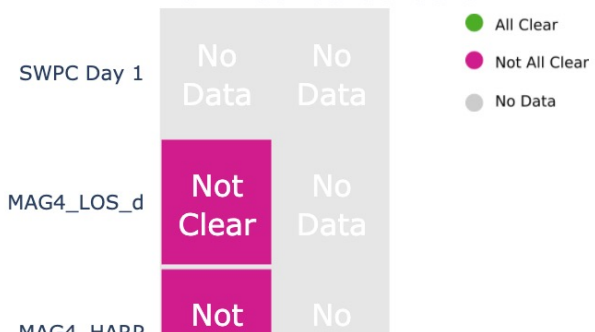 SWPC Day 1
No Data
No Data
MAG4_LOS_d
Not Clear
No Data
MAG4_HARP
Not
No
All Clear
Not All Clear
No Data